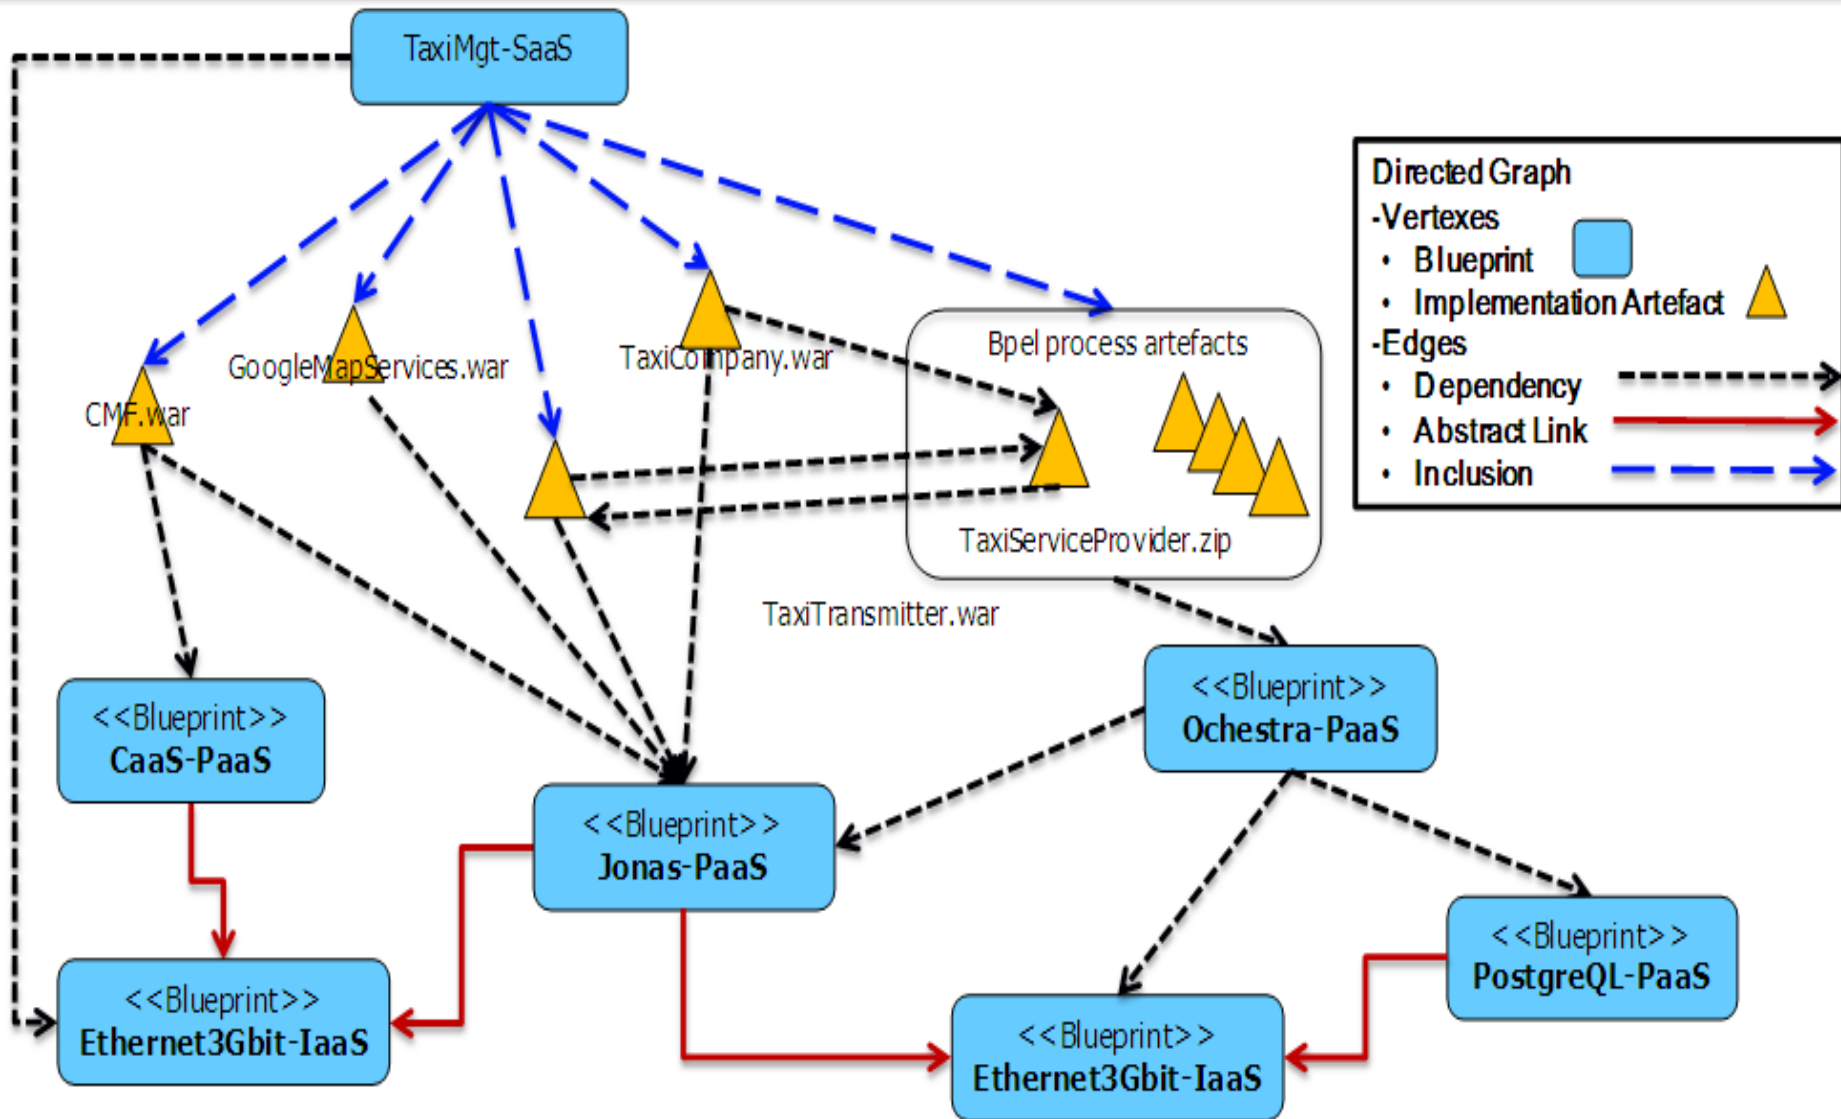 TaxiMgt-SaaS
Directed Graph
-Vertexes
• Blueprint
• Implementation Artefact
-Edges
• Dependency
• Abstract Link
• Inclusion
Bpel process artefacts
GoogleMapServices.war
TaxiCompany.war
CMF.war
TaxiServiceProvider.zip
TaxiTransmitter.war
<<Blueprint>>
Ochestra-PaaS
<<Blueprint>>
CaaS-PaaS
<<Blueprint>>
Jonas-PaaS
<<Blueprint>>
PostgreQL-PaaS
<<Blueprint>>
Ethernet3Gbit-IaaS
<<Blueprint>>
Ethernet3Gbit-IaaS